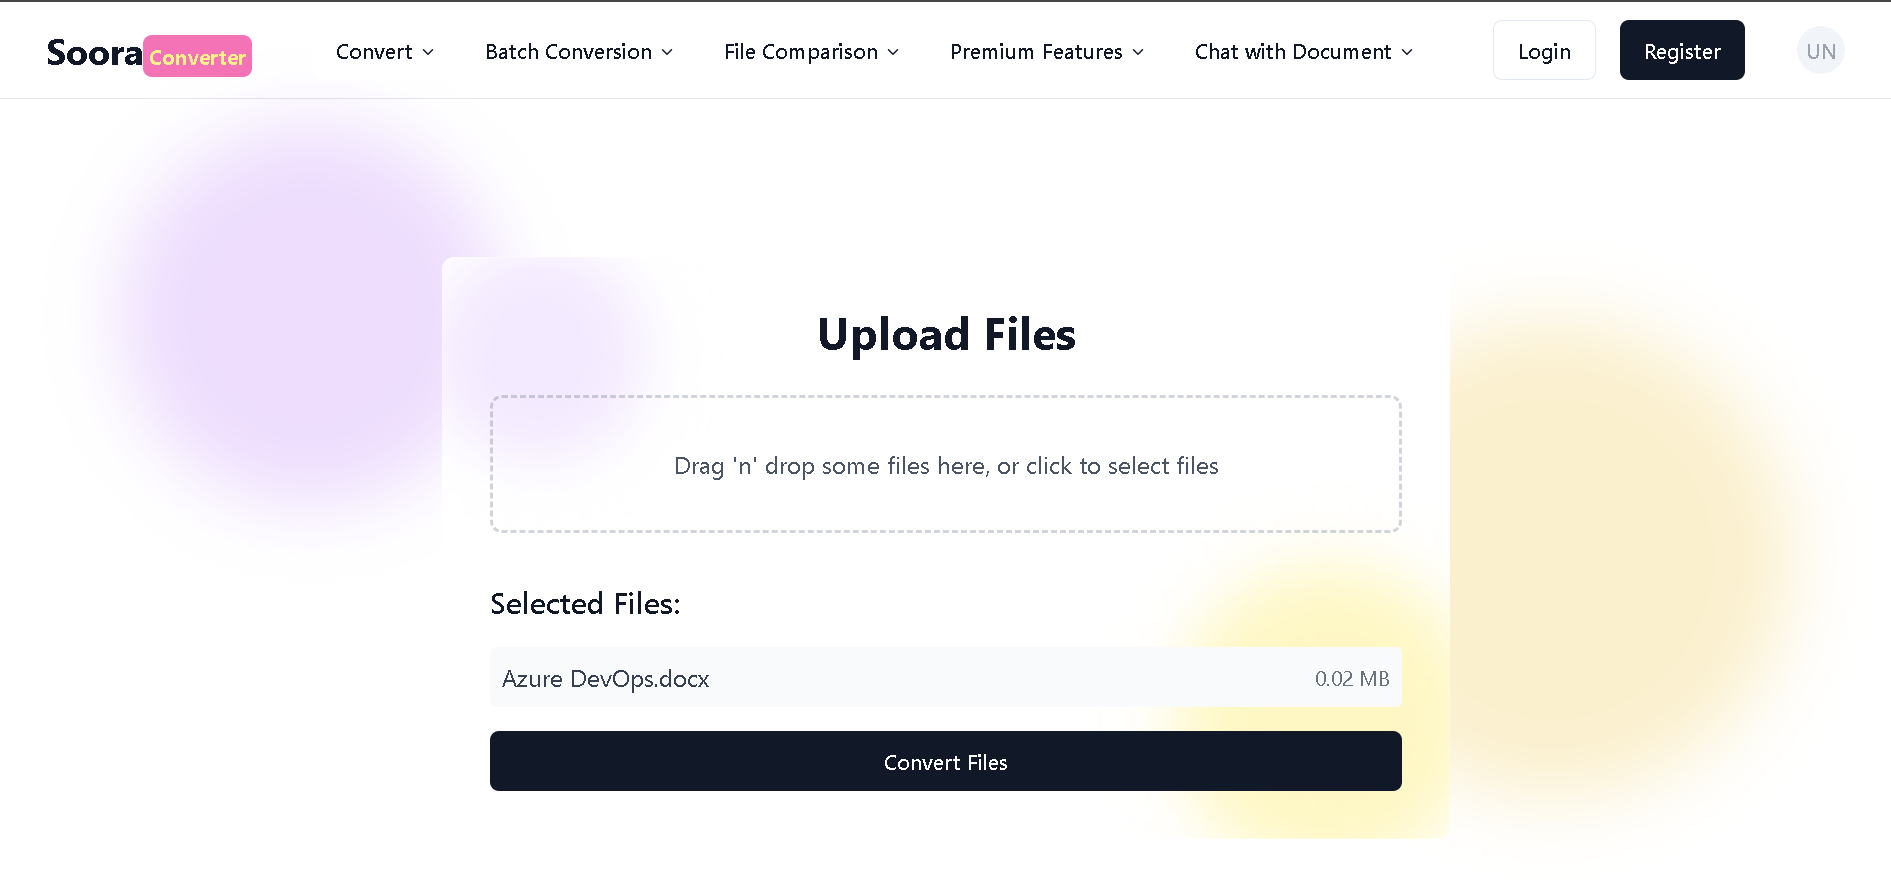 Soora Converter
Convert
Batch Conversion
File Comparison
Premium Features
Chat with Document
Login
Register
UN
Upload Files
Drag 'n' drop some files here, or click to select files
Selected Files:
Azure DevOps.docx 0.02 MB
Convert Files